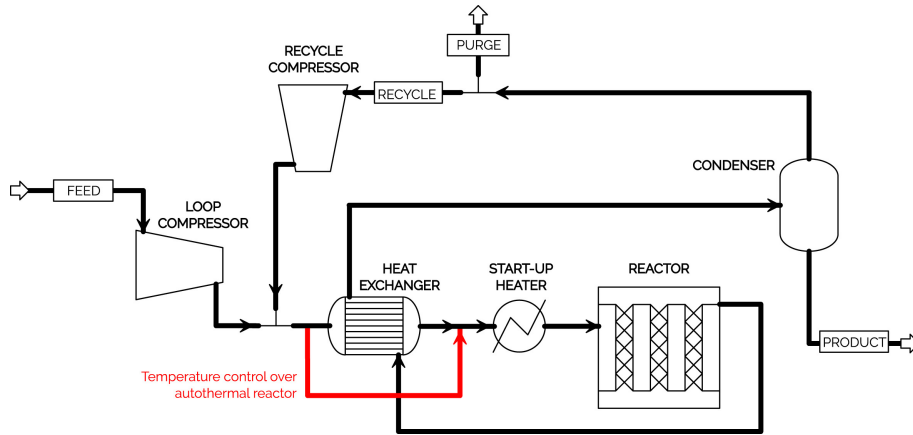 PURGE
RECYCLE
COMPRESSOR
RECYCLE
CONDENSER
FEED
LOOP
COMPRESSOR
HEAT
EXCHANGER
START-UP
HEATER
REACTOR
PRODUCT
Temperature control over
autothermal reactor